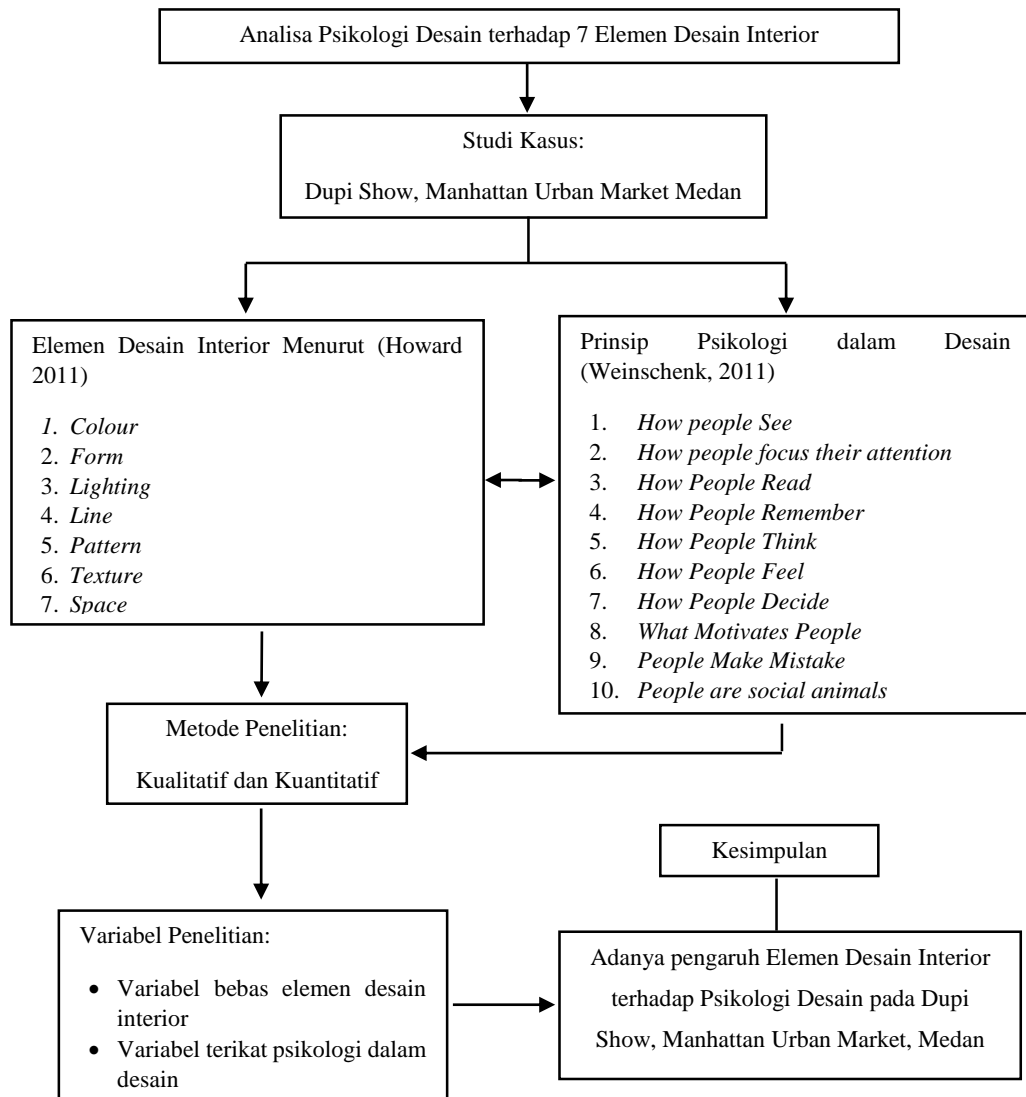 Analisa Psikologi Desain terhadap 7 Elemen Desain Interior
Studi Kasus:
Dupi Show, Manhattan Urban Market Medan
Elemen Desain Interior Menurut (Howard
2011)
1. Colour
2. Form
3. Lighting
4. Line
5. Pattern
6. Texture
7. Space
Prinsip Psikologi dalam Desain
(Weinschenk, 2011)
1. How people See
2. How people focus their attention
3. How People Read
4. How People Remember
5. How People Think
6. How People Feel
7. How People Decide
8. What Motivates People
9. People Make Mistake
10. People are social animals
Metode Penelitian:
Kualitatif dan Kuantitatif
Variabel Penelitian:
• Variabel bebas elemen desain
interior
• Variabel terikat psikologi dalam
desain
Kesimpulan
Adanya pengaruh Elemen Desain Interior
terhadap Psikologi Desain pada Dupi
Show, Manhattan Urban Market, Medan